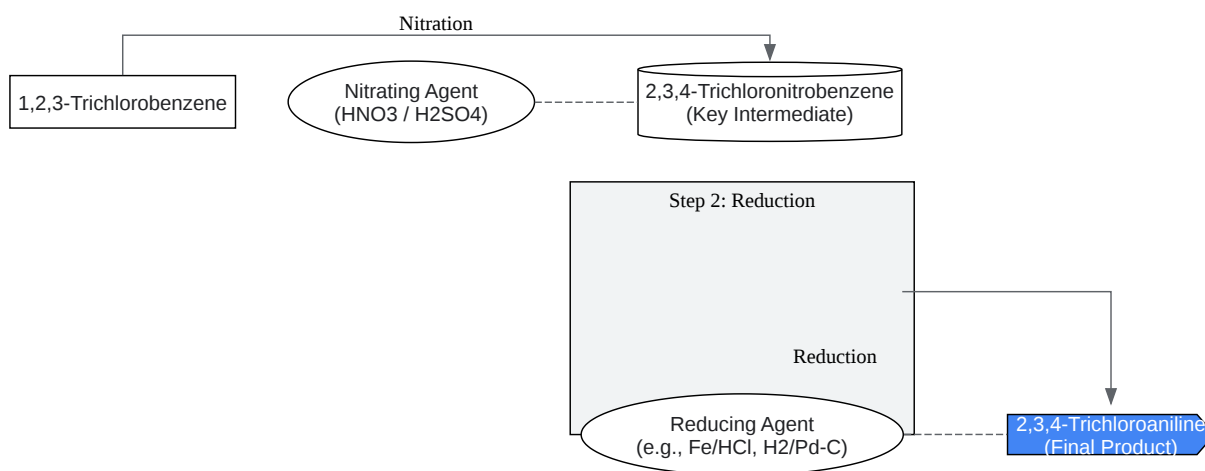 Nitration
1,2,3-Trichlorobenzene
Nitrating Agent
(HNO3 / H2SO4)
2,3,4-Trichloronitrobenzene
(Key Intermediate)
Step 2: Reduction
Reduction
Reducing Agent
(e.g., Fe/HCl, H2/Pd-C)
2,3,4-Trichloroaniline
(Final Product)